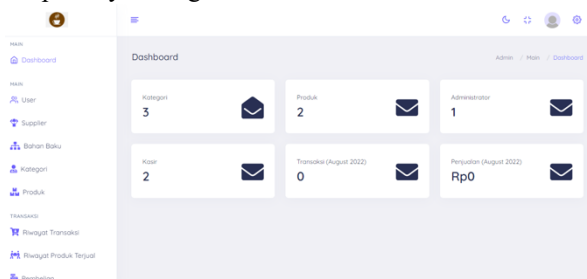 MAIN
Dashboard
MAIN
User
Supplier
Bahan Baku
Kategori
Produk
TRANSAKSI
Riwayat Transaksi
Riwayat Produk Terjual
Pembelian
Dashboard
Admin / Main / Dashboard
Kategori
3
Produk
2
Administrator
1
Kasir
2
Transaksi (August 2022)
0
Penjualan (August 2022)
Rp0